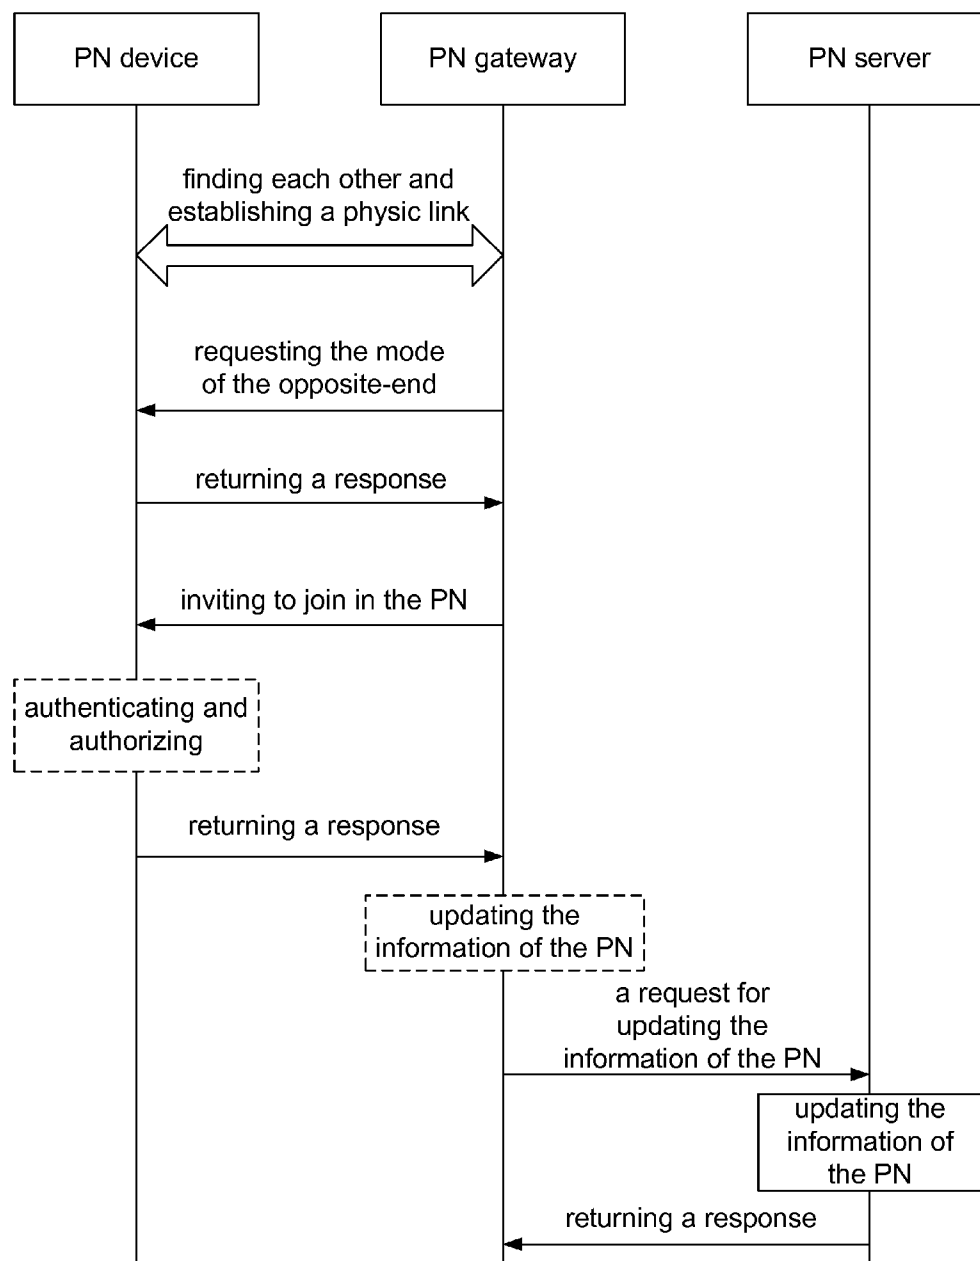 PN device
PN gateway
PN server
finding each other and
establishing a physic link
requesting the mode
of the opposite-end
returning a response
inviting to join in the PN
authenticating and
authorizing
returning a response
updating the
information of the PN
a request for
updating the
information of the PN
updating the
information of
the PN
returning a response